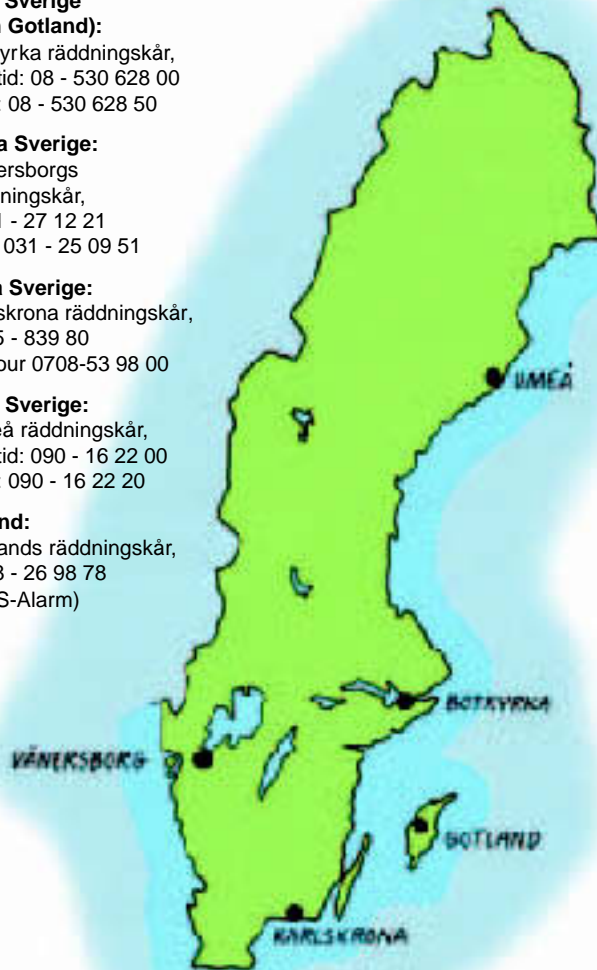 Sverige
Gotland):
yrka räddningskår,
tid: 08 - 530 628 00
: 08 - 530 628 50
a Sverige:
ersborgs
ningskår,
- 27 12 21
031 - 25 09 51
Sverige:
skrona räddningskår,
5 - 839 80
our 0708-53 98 00
Sverige:
eå räddningskår,
tid: 090 - 16 22 00
: 090 - 16 22 20
nd:
ands räddningskår,
- 26 98 78
S-Alarm)
UMEÅ
BOTKYRKA
VÄNERSBORG
GOTLAND
KARLSKRONA